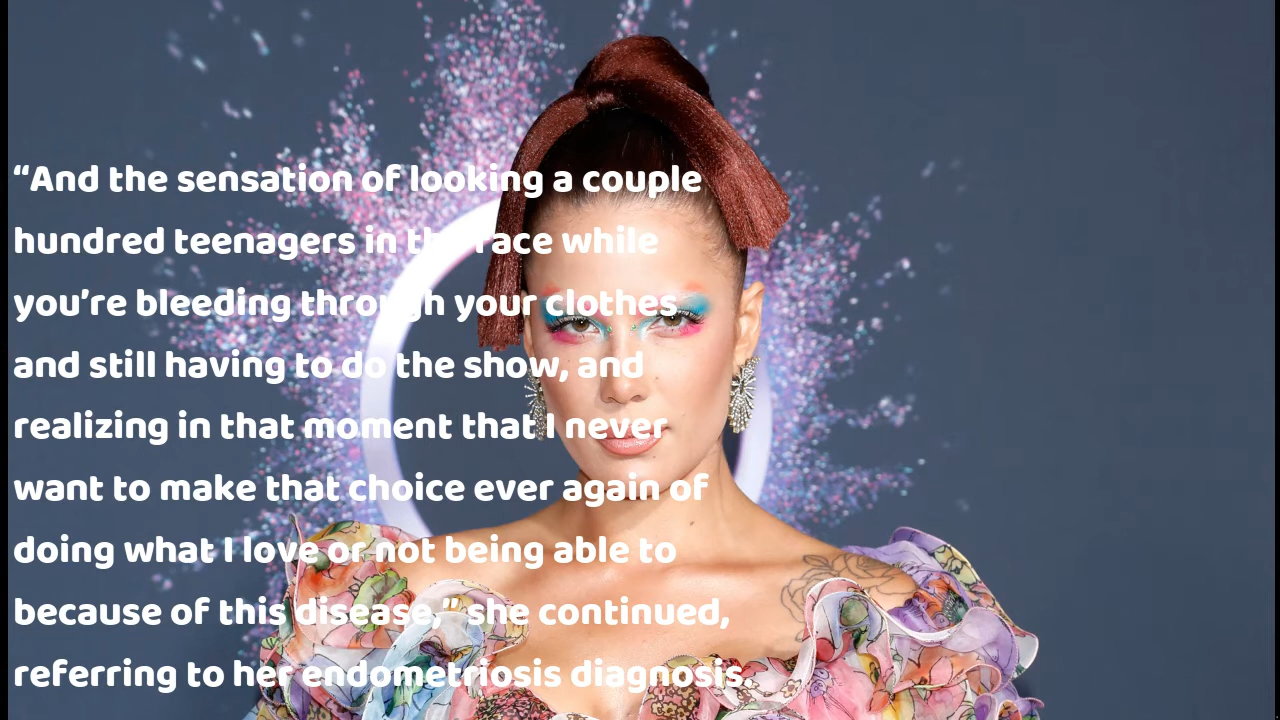 “And the sensation of looking a couple
hundred teenagers in the face while
you’re bleeding through your clothes
and still having to do the show, and
realizing in that moment that I never
want to make that choice ever again of
doing what I love or not being able to
because of this disease,” she continued,
referring to her endometriosis diagnosis.